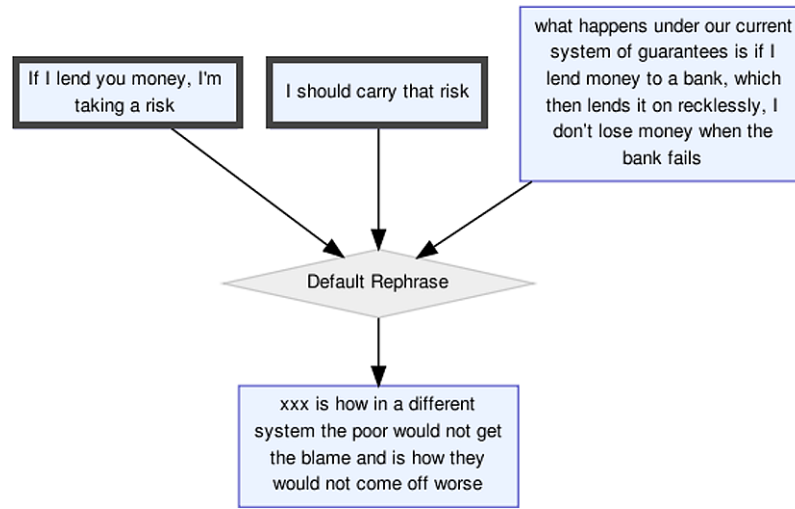 If I lend you money, I'm
taking a risk
I should carry that risk
what happens under our current
system of guarantees is if I
lend money to a bank, which
then lends it on recklessly, I
don't lose money when the
bank fails
Default Rephrase
xxx is how in a different
system the poor would not get
the blame and is how they
would not come off worse